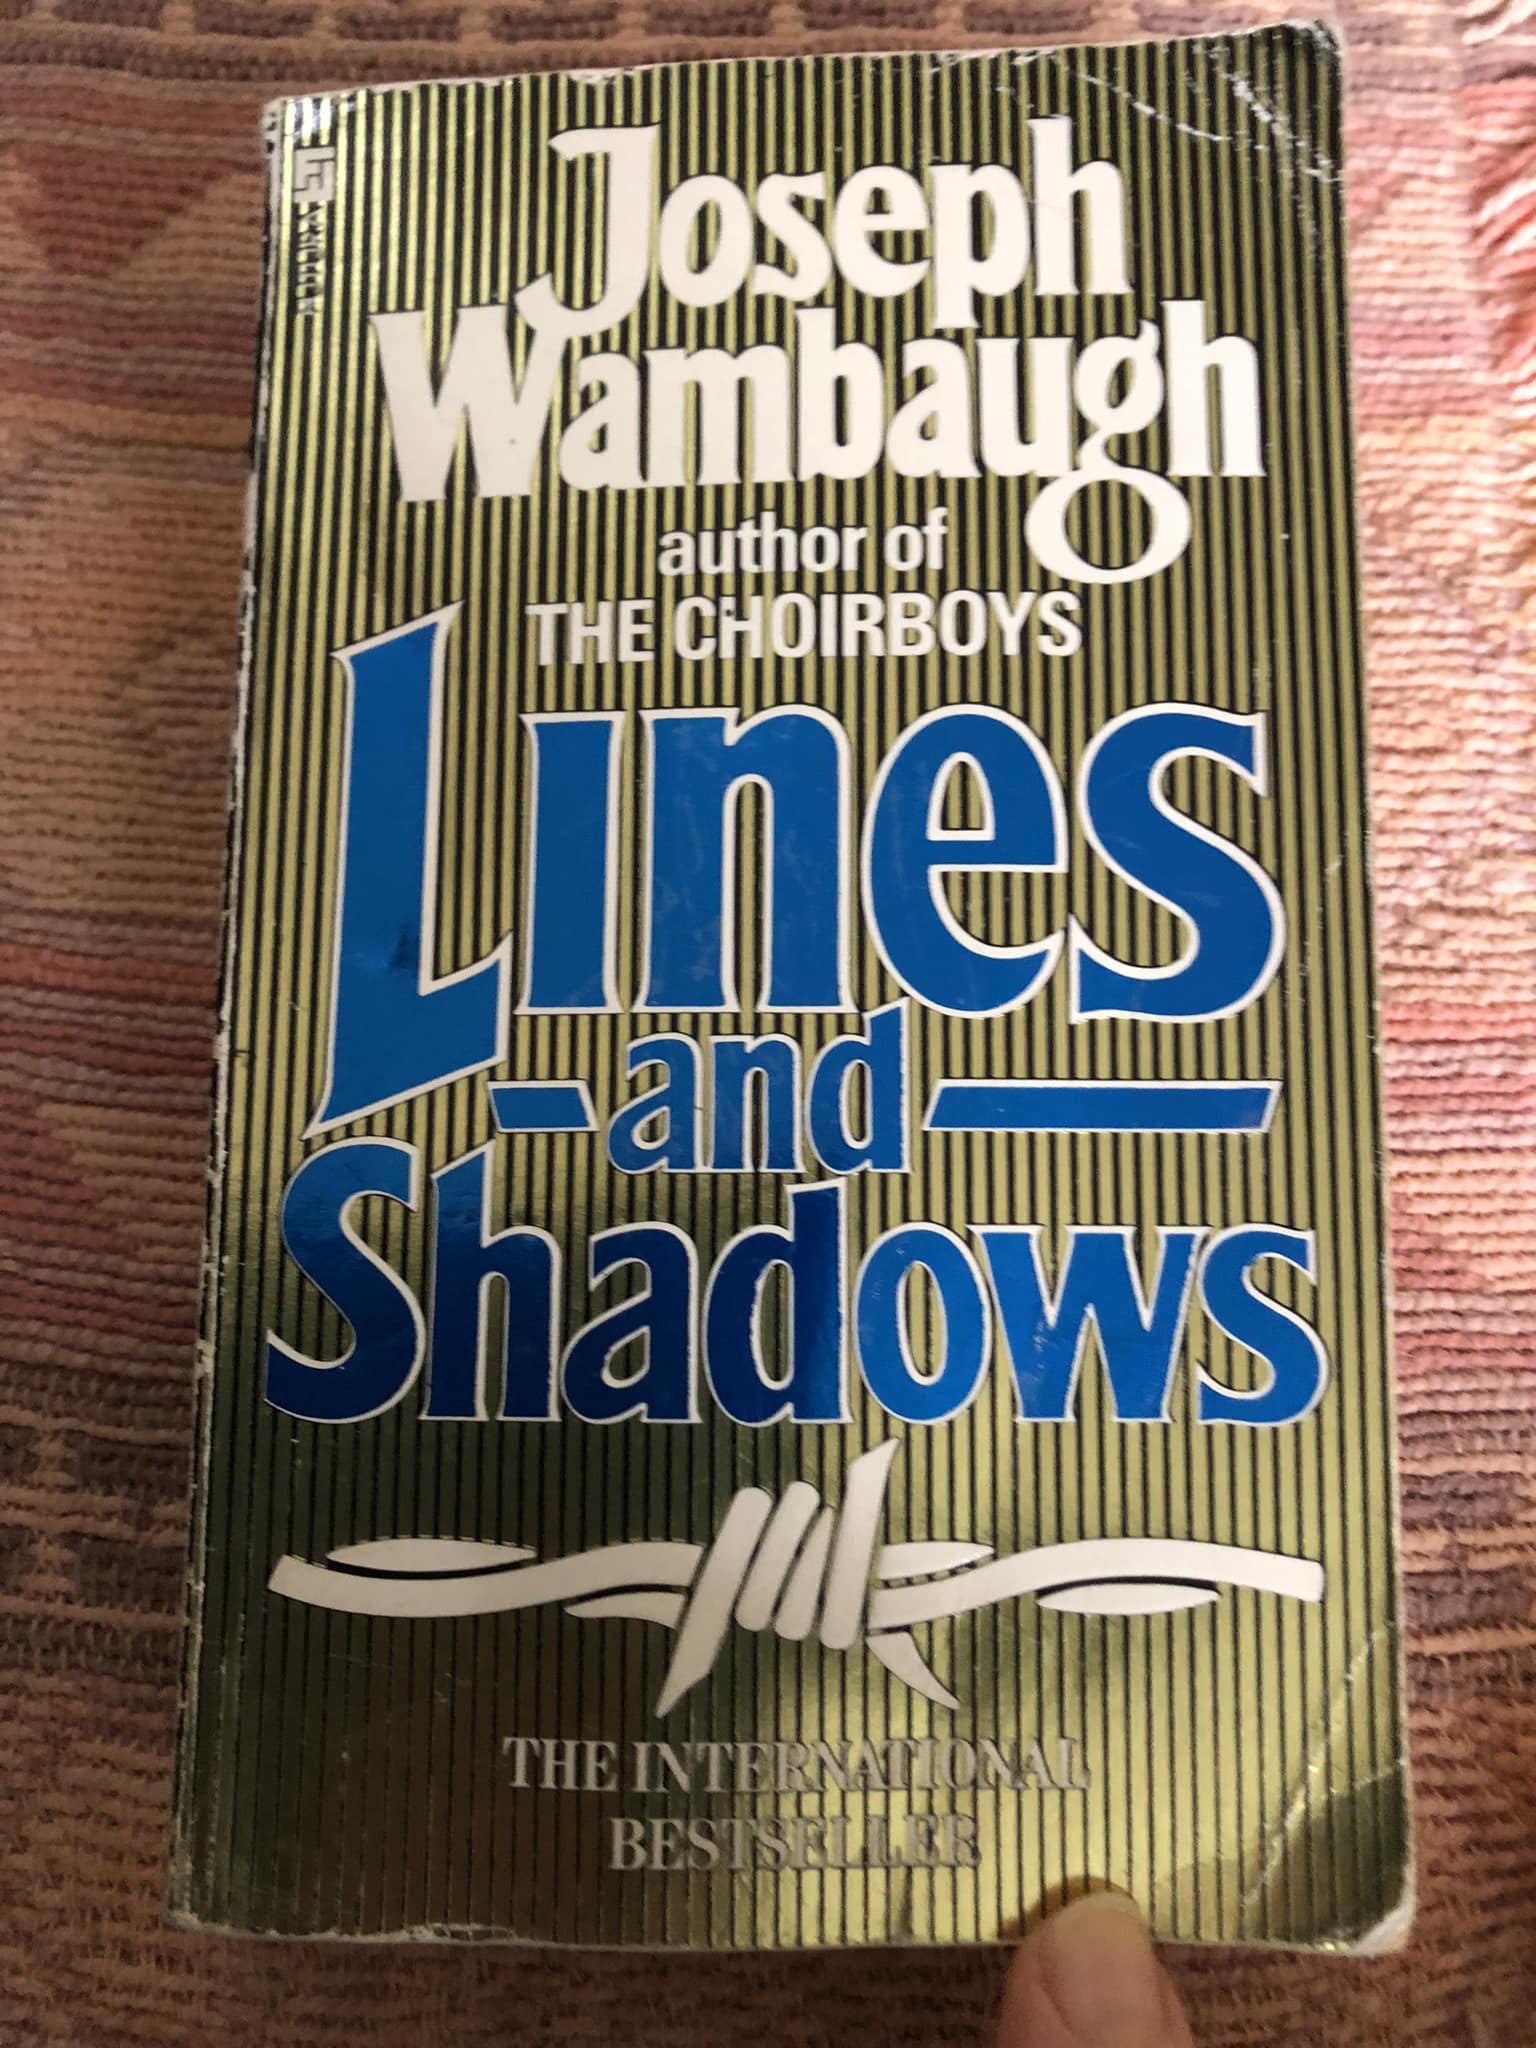 Joseph
Wambaugh
author of
THE CHOIRBOYS
Lines
and
Shadows
THE INTERNATIONAL
BESTSELLER